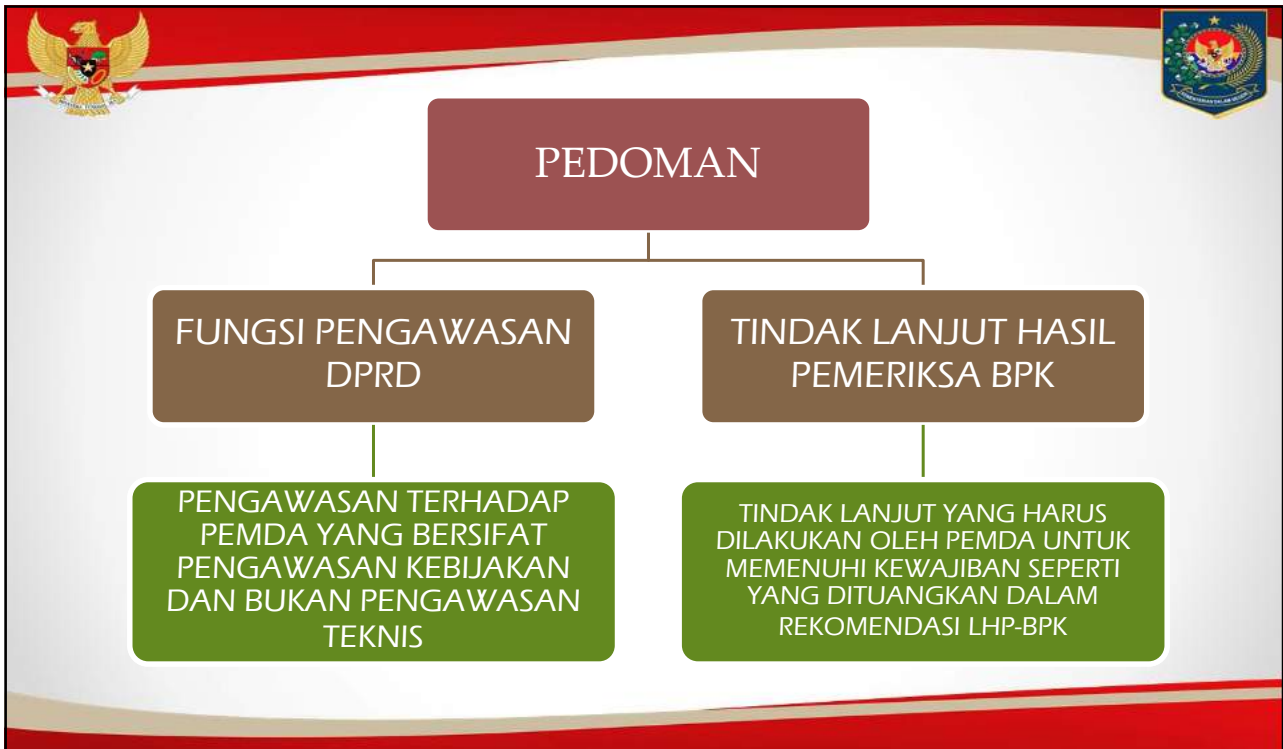 PEDOMAN
FUNGSI PENGAWASAN
DPRD
TINDAK LANJUT HASIL
PEMERIKSA BPK
PENGAWASAN TERHADAP
PEMDA YANG BERSIFAT
PENGAWASAN KEBIJAKAN
DAN BUKAN PENGAWASAN
TEKNIS
TINDAK LANJUT YANG HARUS
DILAKUKAN OLEH PEMDA UNTUK
MEMENUHI KEWAJIBAN SEPERTI
YANG DITUANGKAN DALAM
REKOMENDASI LHP-BPK